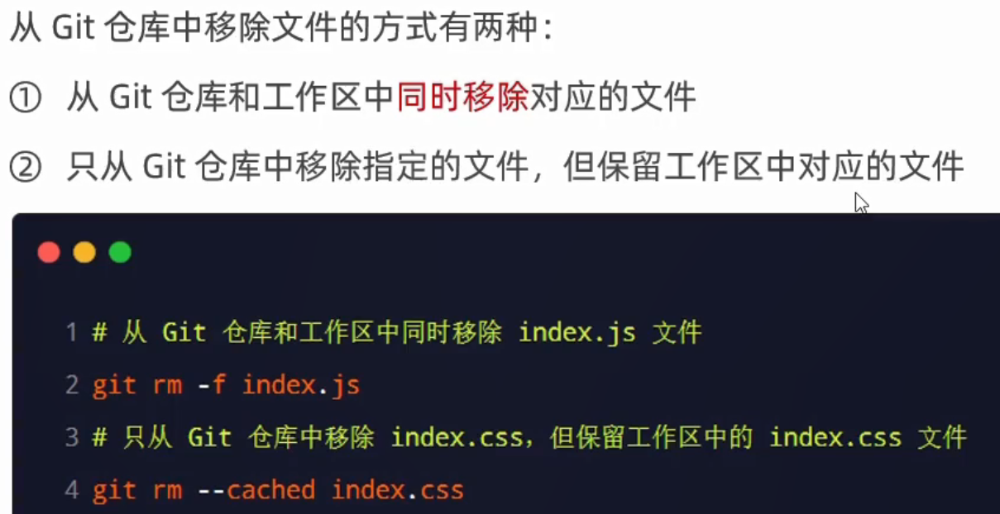 从 Git 仓库中移除文件的方式有两种：
① 从 Git 仓库和工作区中同时移除对应的文件
② 只从 Git 仓库中移除指定的文件，但保留工作区中对应的文件
1 # 从 Git 仓库和工作区中同时移除 index.js 文件
2 git rm -f index.js
3 # 只从 Git 仓库中移除 index.css，但保留工作区中的 index.css 文件
4 git rm --cached index.css